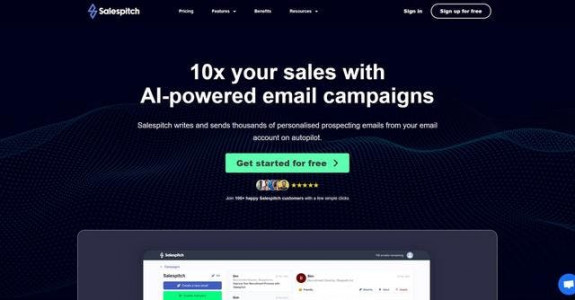 Salespitch
Pricing
Features
Benefits
Resources
Sign in
Sign up for free
10x your sales with
AI-powered email campaigns
Salespitch writes and sends thousands of personalised prospecting emails from your email
account on autopilot.
Get started for free
Join 100+ happy Salespitch customers with a few simple clicks
Salespitch
Salespitch